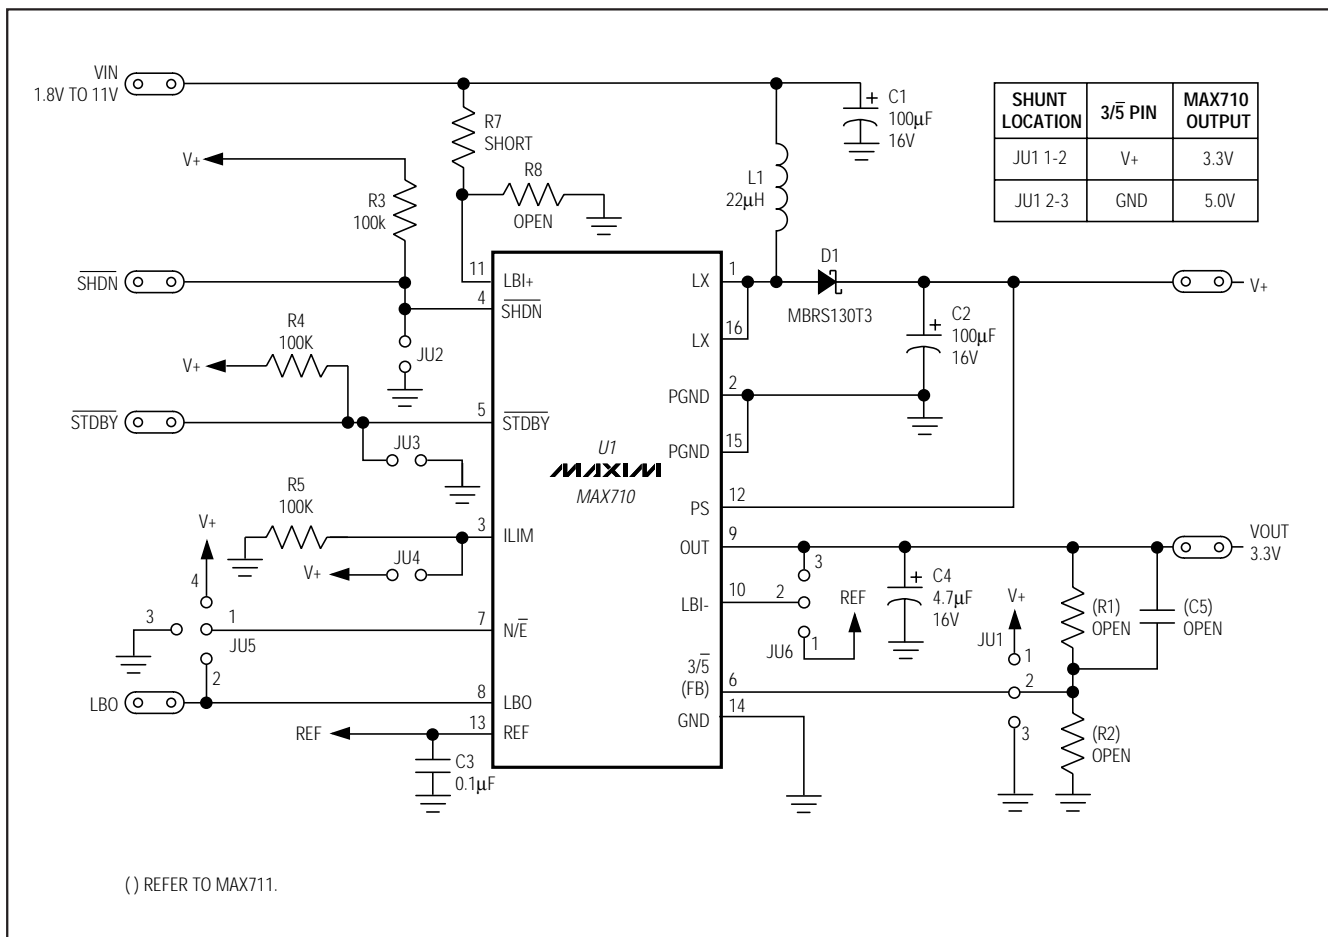 VIN
1.8V TO 11V
V+
R3
100k
R7
SHORT
R8
OPEN
L1
22µH
C1
100µF
16V
SHUNT LOCATION 3/5̅ PIN MAX710 OUTPUT
JU1 1-2 V+ 3.3V
JU1 2-3 GND 5.0V
S̅H̅D̅N̅
11 LBI+
4 S̅H̅D̅N̅
JU2
R4
100K
V+
S̅T̅D̅B̅Y̅
5 S̅T̅D̅B̅Y̅
JU3
R5
100K
3 ILIM
V+
JU4
V+
4
3
1
JU5
2
7 N/E̅
LBO
8 LBO
REF
13 REF
C3
0.1µF
U1
MAXIM
MAX710
LX 1
LX 16
PGND 2
PGND 15
PS 12
OUT 9
LBI- 10
3/5̅
(FB) 6
GND 14
D1
MBRS130T3
C2
100µF
16V
V+
VOUT
3.3V
3
2
1
JU6
REF
C4
4.7µF
16V
V+
JU1
1
2
3
(R1)
OPEN
(C5)
OPEN
(R2)
OPEN
( ) REFER TO MAX711.